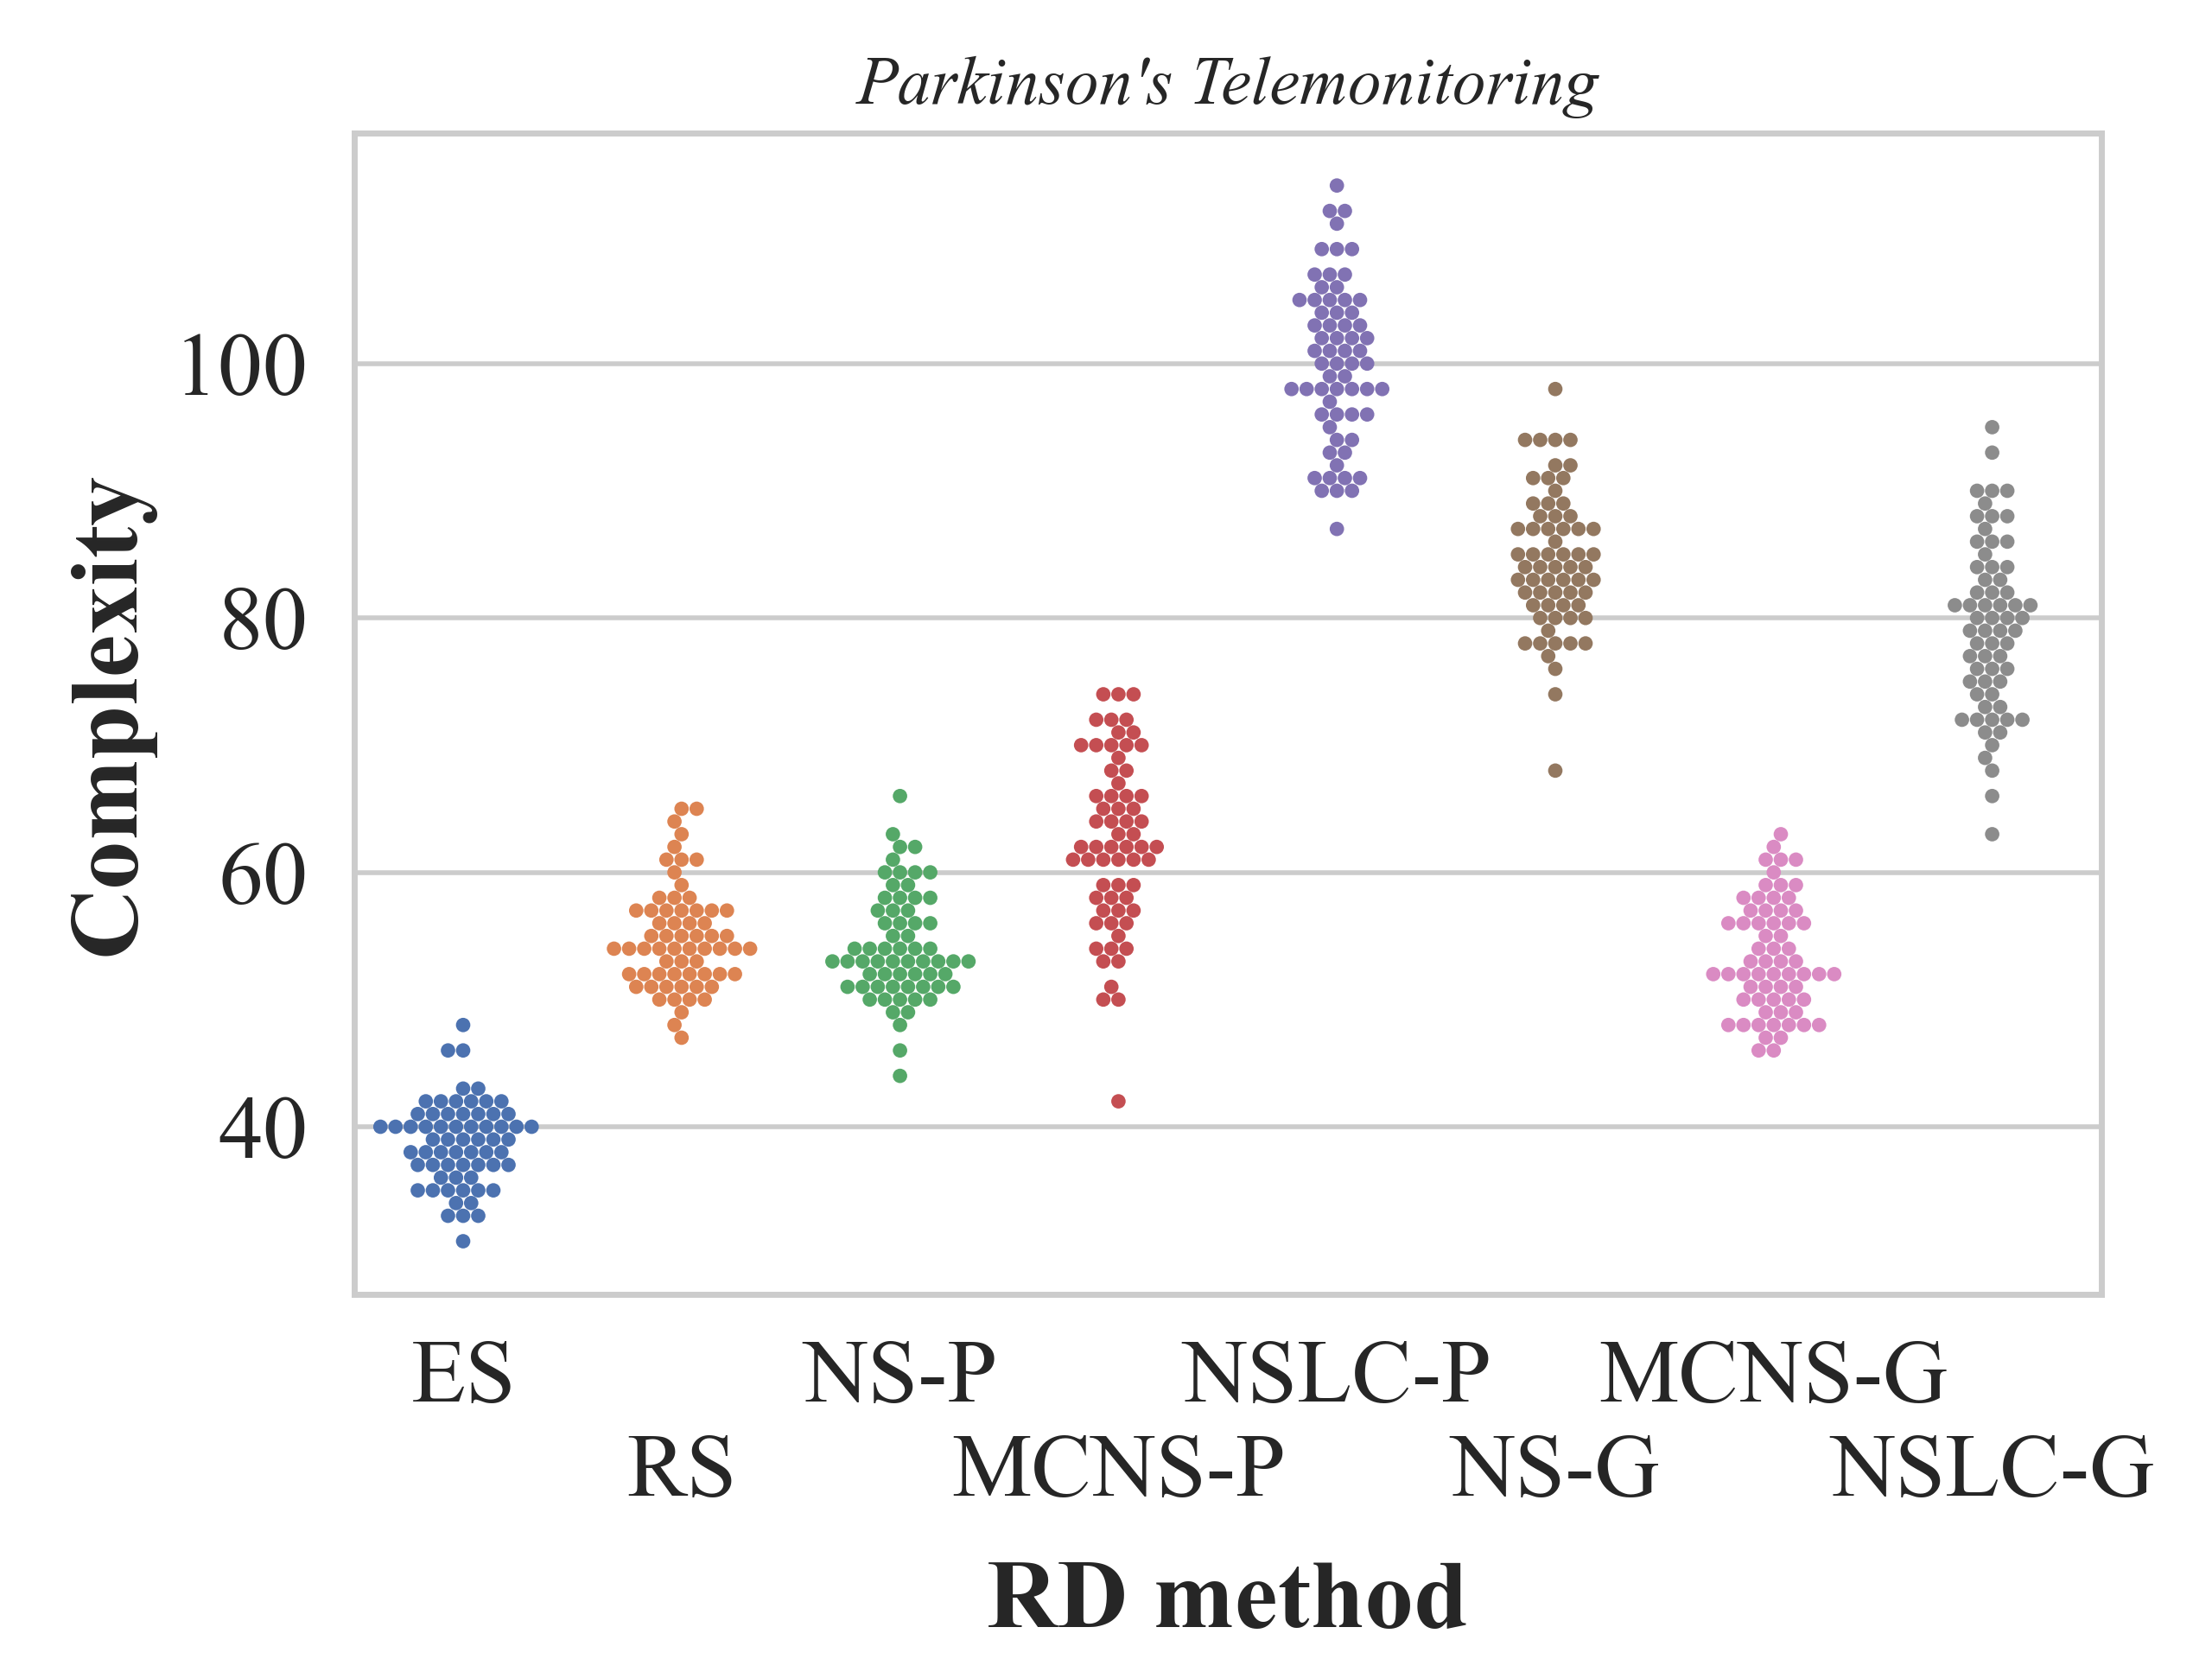 Parkinson's Telemonitoring
Complexity
100
80
60
40
ES
NS-P
NSLC-P
MCNS-G
RS
MCNS-P
NS-G
NSLC-G
RD method